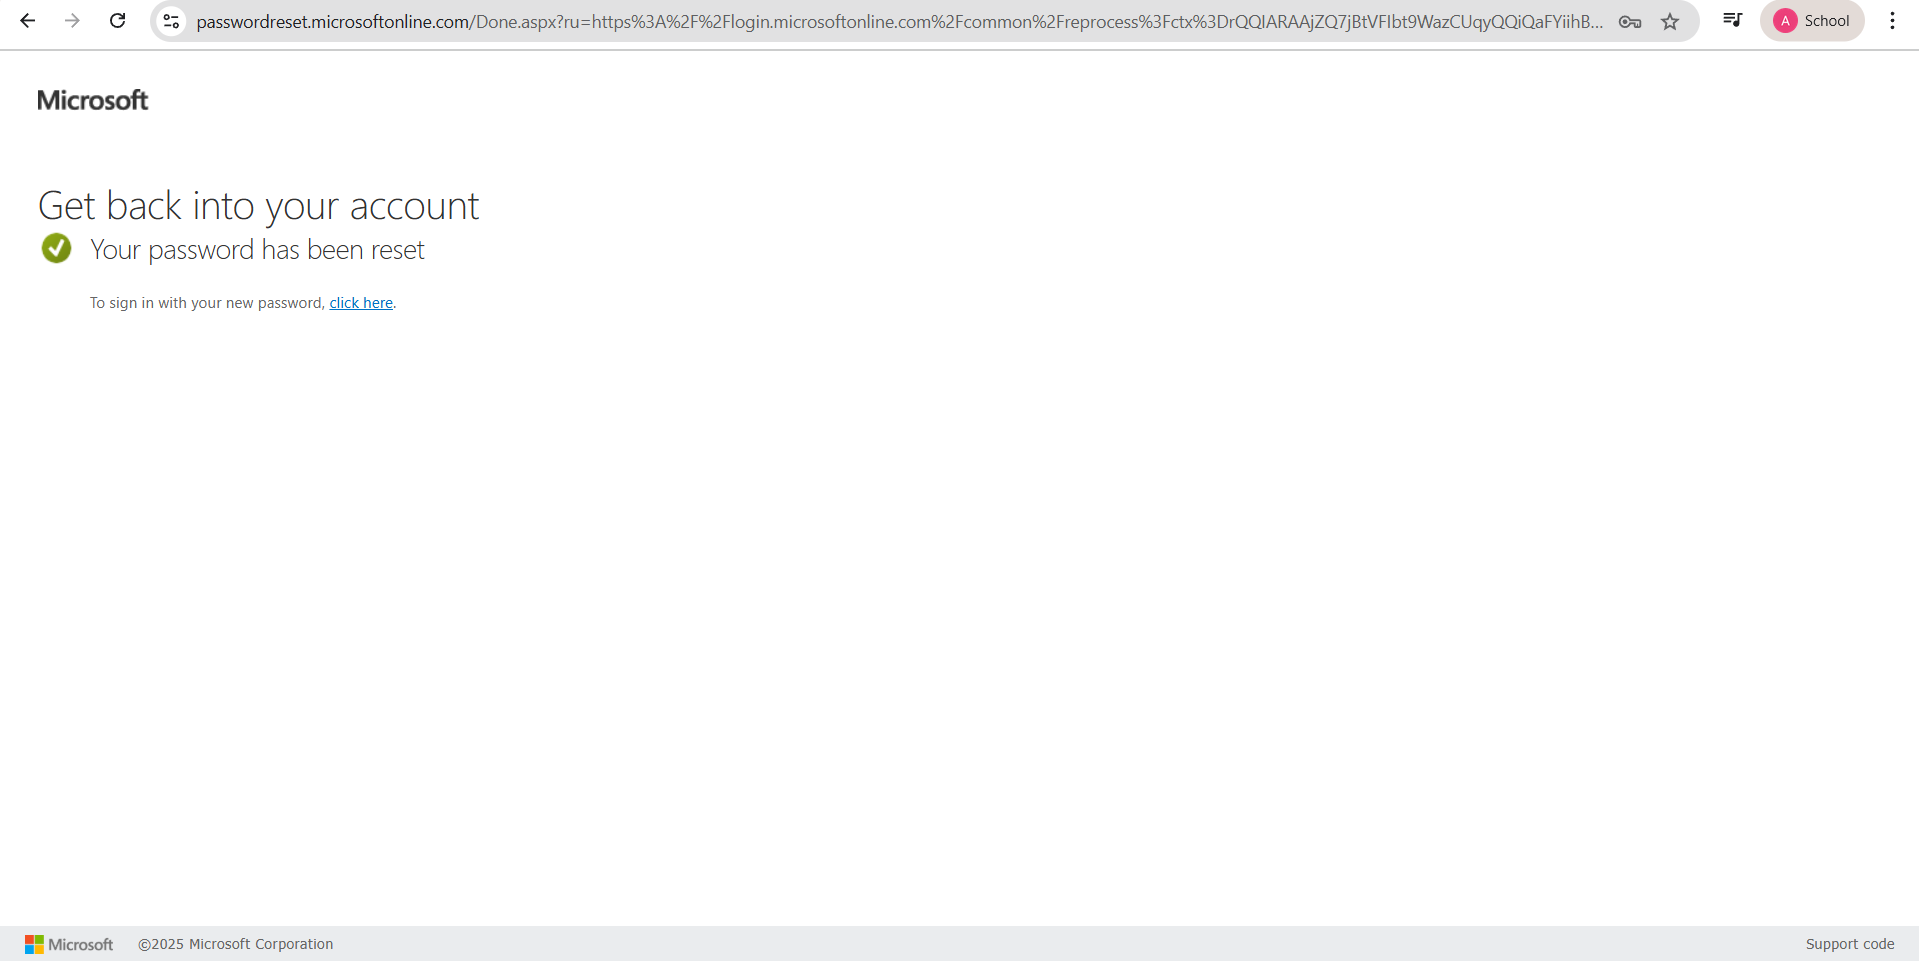 passwordreset.microsoftonline.com/Done.aspx?ru=https%3A%2F%2Flogin.microsoftonline.com%2Fcommon%2Freprocess%3Fctx%3DrQQIARAAjZQ7jBtVFIbt9WazCUqyQQQiQaFYiihB...
A School
Microsoft
Get back into your account
Your password has been reset
To sign in with your new password, click here.
Microsoft ©2025 Microsoft Corporation Support code